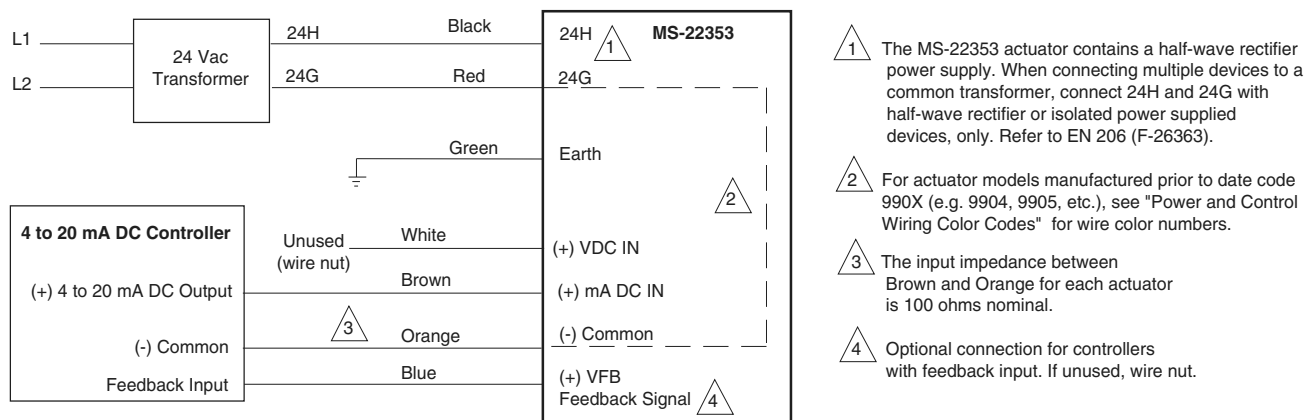 L1
L2
24 Vac
Transformer
24H
24G
Black
Red
24H
1
MS-22353
24G
Green
Earth
2
4 to 20 mA DC Controller
Unused
(wire nut)
White
(+) VDC IN
(+) 4 to 20 mA DC Output
Brown
(+) mA DC IN
3
(-) Common
Orange
(-) Common
Feedback Input
Blue
(+) VFB
Feedback Signal
4
1
The MS-22353 actuator contains a half-wave rectifier
power supply. When connecting multiple devices to a
common transformer, connect 24H and 24G with
half-wave rectifier or isolated power supplied
devices, only. Refer to EN 206 (F-26363).
2
For actuator models manufactured prior to date code
990X (e.g. 9904, 9905, etc.), see "Power and Control
Wiring Color Codes" for wire color numbers.
3
The input impedance between
Brown and Orange for each actuator
is 100 ohms nominal.
4
Optional connection for controllers
with feedback input. If unused, wire nut.